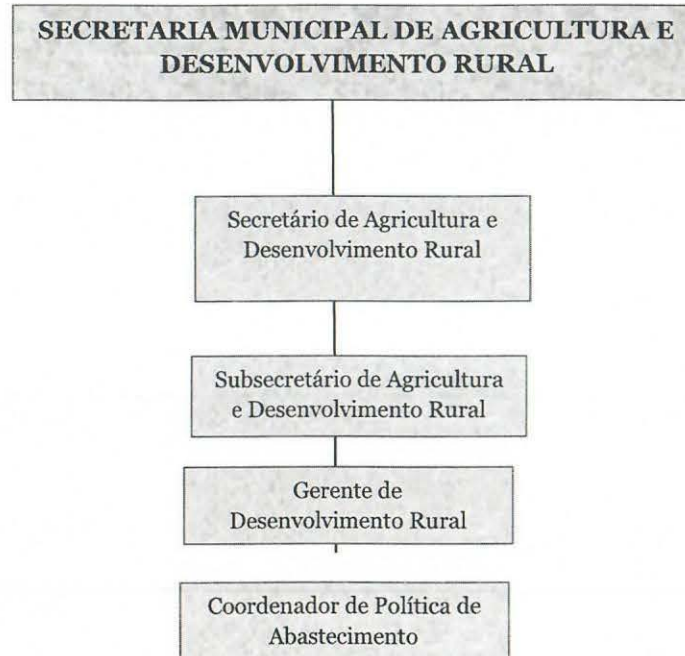 SECRETARIA MUNICIPAL DE AGRICULTURA E
DESENVOLVIMENTO RURAL
Secretário de Agricultura e
Desenvolvimento Rural
Subsecretário de Agricultura
e Desenvolvimento Rural
Gerente de
Desenvolvimento Rural
Coordenador de Política de
Abastecimento